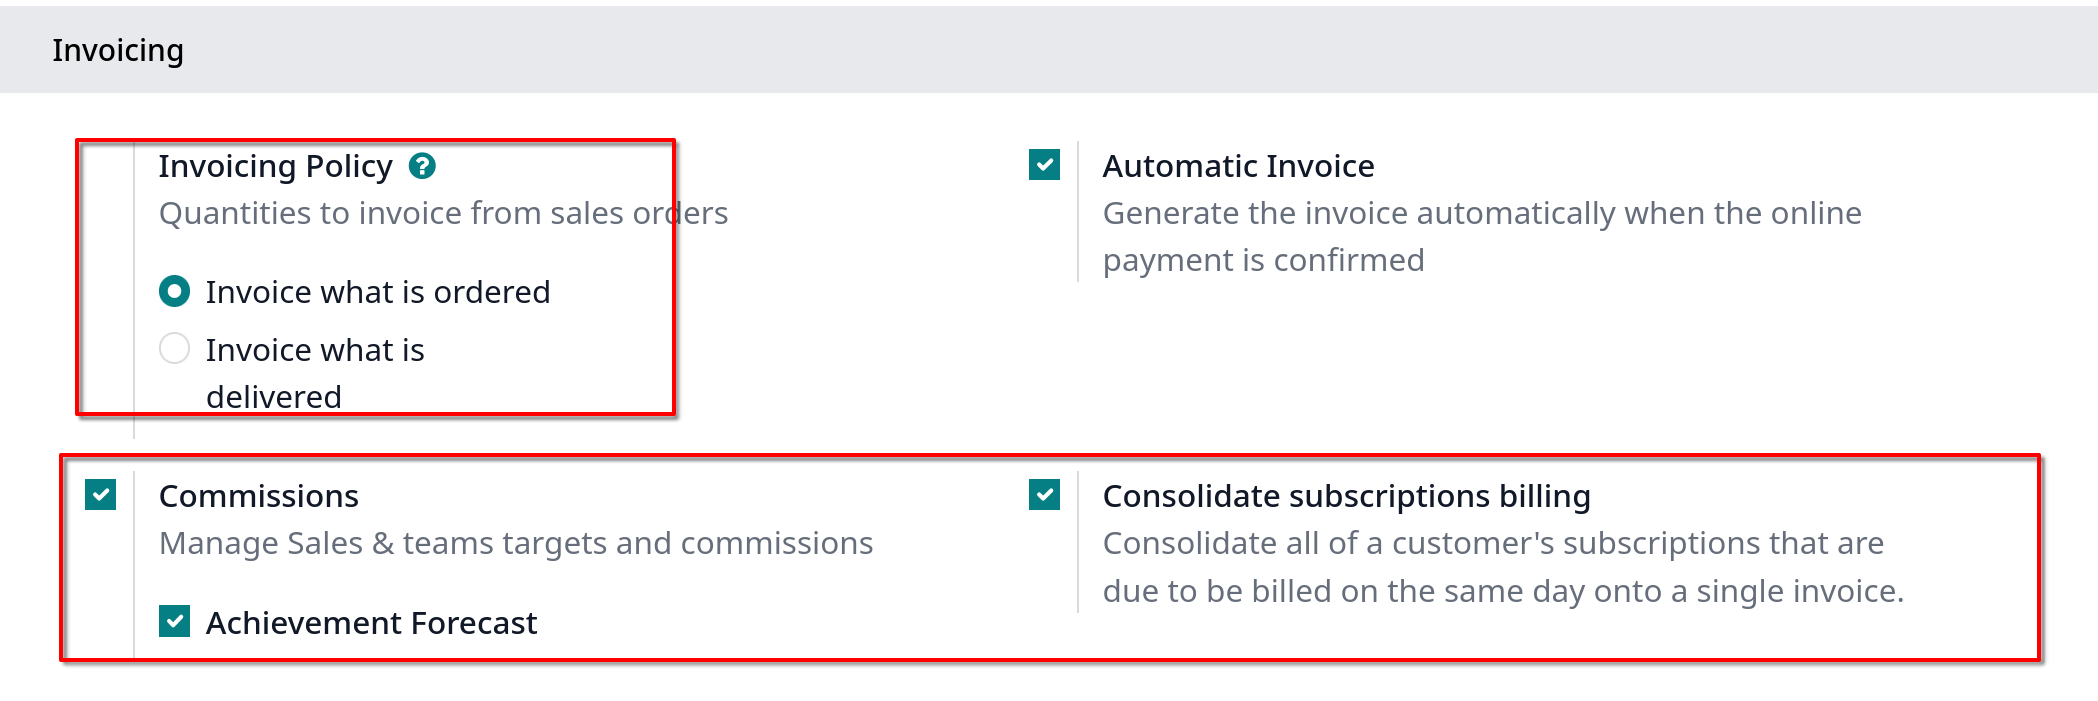 Invoicing
Invoicing Policy ?
Quantities to invoice from sales orders
Invoice what is ordered
Invoice what is
delivered
Automatic Invoice
Generate the invoice automatically when the online
payment is confirmed
Commissions
Manage Sales & teams targets and commissions
Achievement Forecast
Consolidate subscriptions billing
Consolidate all of a customer's subscriptions that are
due to be billed on the same day onto a single invoice.